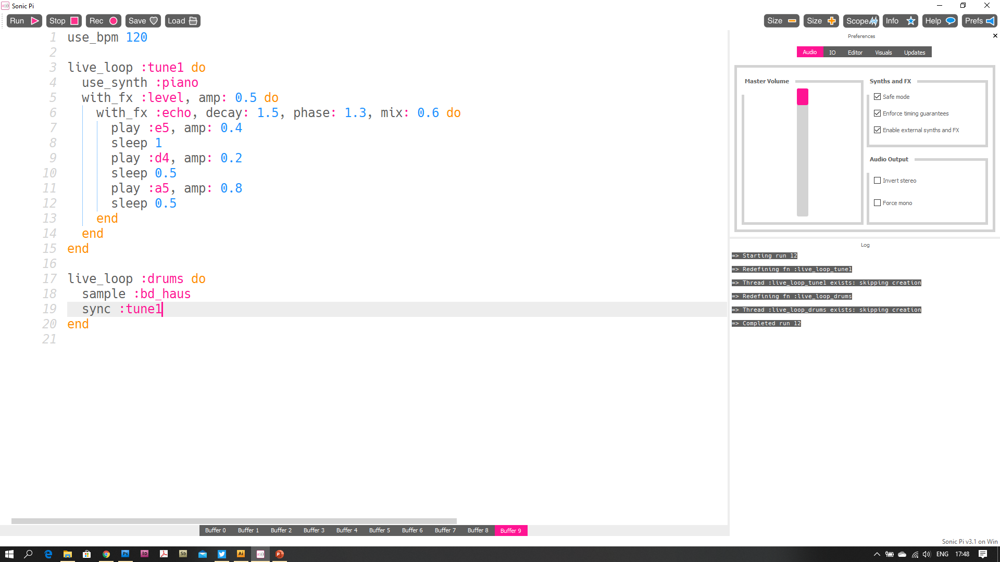 Sonic Pi
Run Stop Rec Save Load Size Size Scope Info Help Prefs
1 use_bpm 120
2
3 live_loop :tune1 do
4 use_synth :piano
5 with_fx :level, amp: 0.5 do
6 with_fx :echo, decay: 1.5, phase: 1.3, mix: 0.6 do
7 play :e5, amp: 0.4
8 sleep 1
9 play :d4, amp: 0.2
10 sleep 0.5
11 play :a5, amp: 0.8
12 sleep 0.5
13 end
14 end
15 end
16
17 live_loop :drums do
18 sample :bd_haus
19 sync :tune1
20 end
21
Preferences
Audio IO Editor Visuals Updates
Master Volume
Synths and FX
Safe mode
Enforce timing guarantees
Enable external synths and FX
Audio Output
Invert stereo
Force mono
Log
=> Starting run 12
=> Redefining fn :live_loop_tune1
=> Thread :live_loop_tune1 exists: skipping creation
=> Redefining fn :live_loop_drums
=> Thread :live_loop_drums exists: skipping creation
=> Completed run 12
Buffer 0 Buffer 1 Buffer 2 Buffer 3 Buffer 4 Buffer 5 Buffer 6 Buffer 7 Buffer 8 Buffer 9
Sonic Pi v3.1 on Win
Ps ID Sb Ai P ENG 17:48